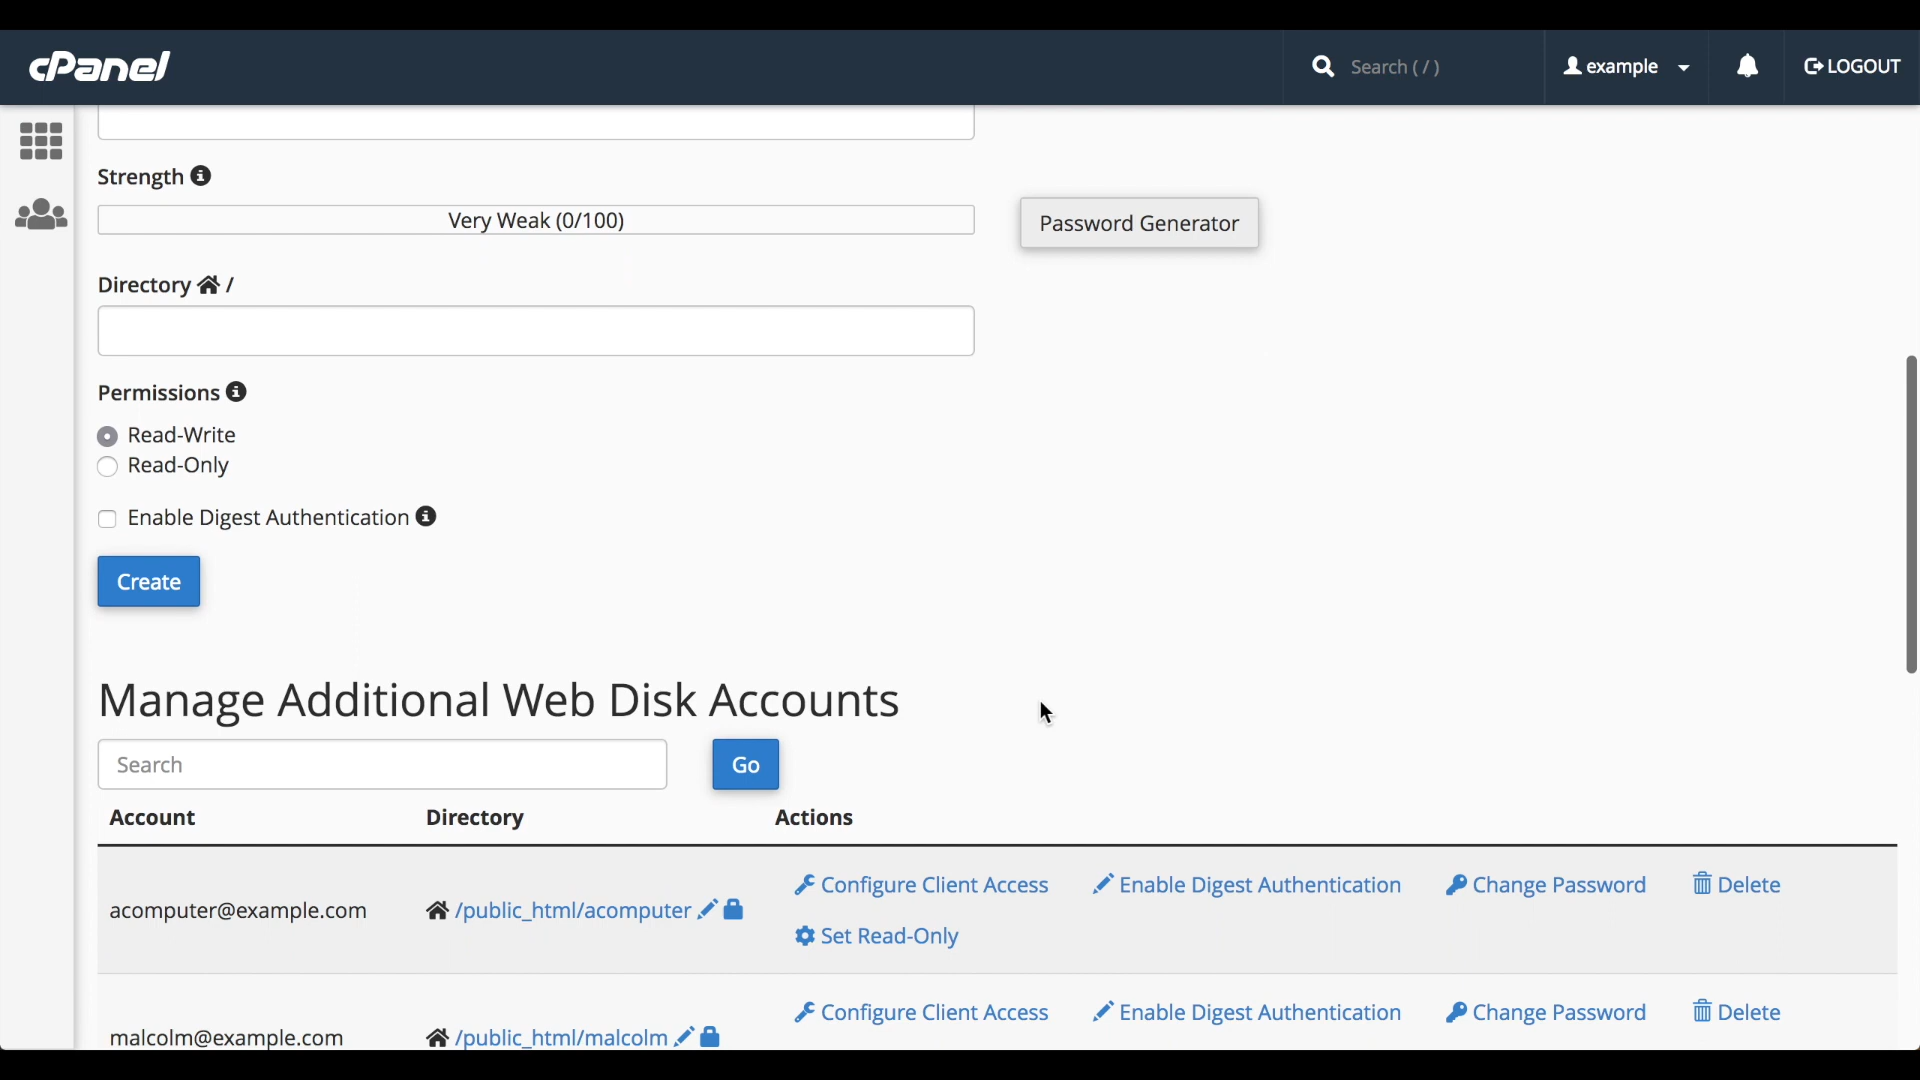 cPanel
Search ( / )
example
LOGOUT
Strength
Very Weak (0/100)
Password Generator
Directory /
Permissions
Read-Write
Read-Only
Enable Digest Authentication
Create
Manage Additional Web Disk Accounts
Search
Go
Account Directory Actions
Configure Client Access Enable Digest Authentication Change Password Delete
acomputer@example.com /public_html/acomputer
Set Read-Only
Configure Client Access Enable Digest Authentication Change Password Delete
malcolm@example.com /public_html/malcolm